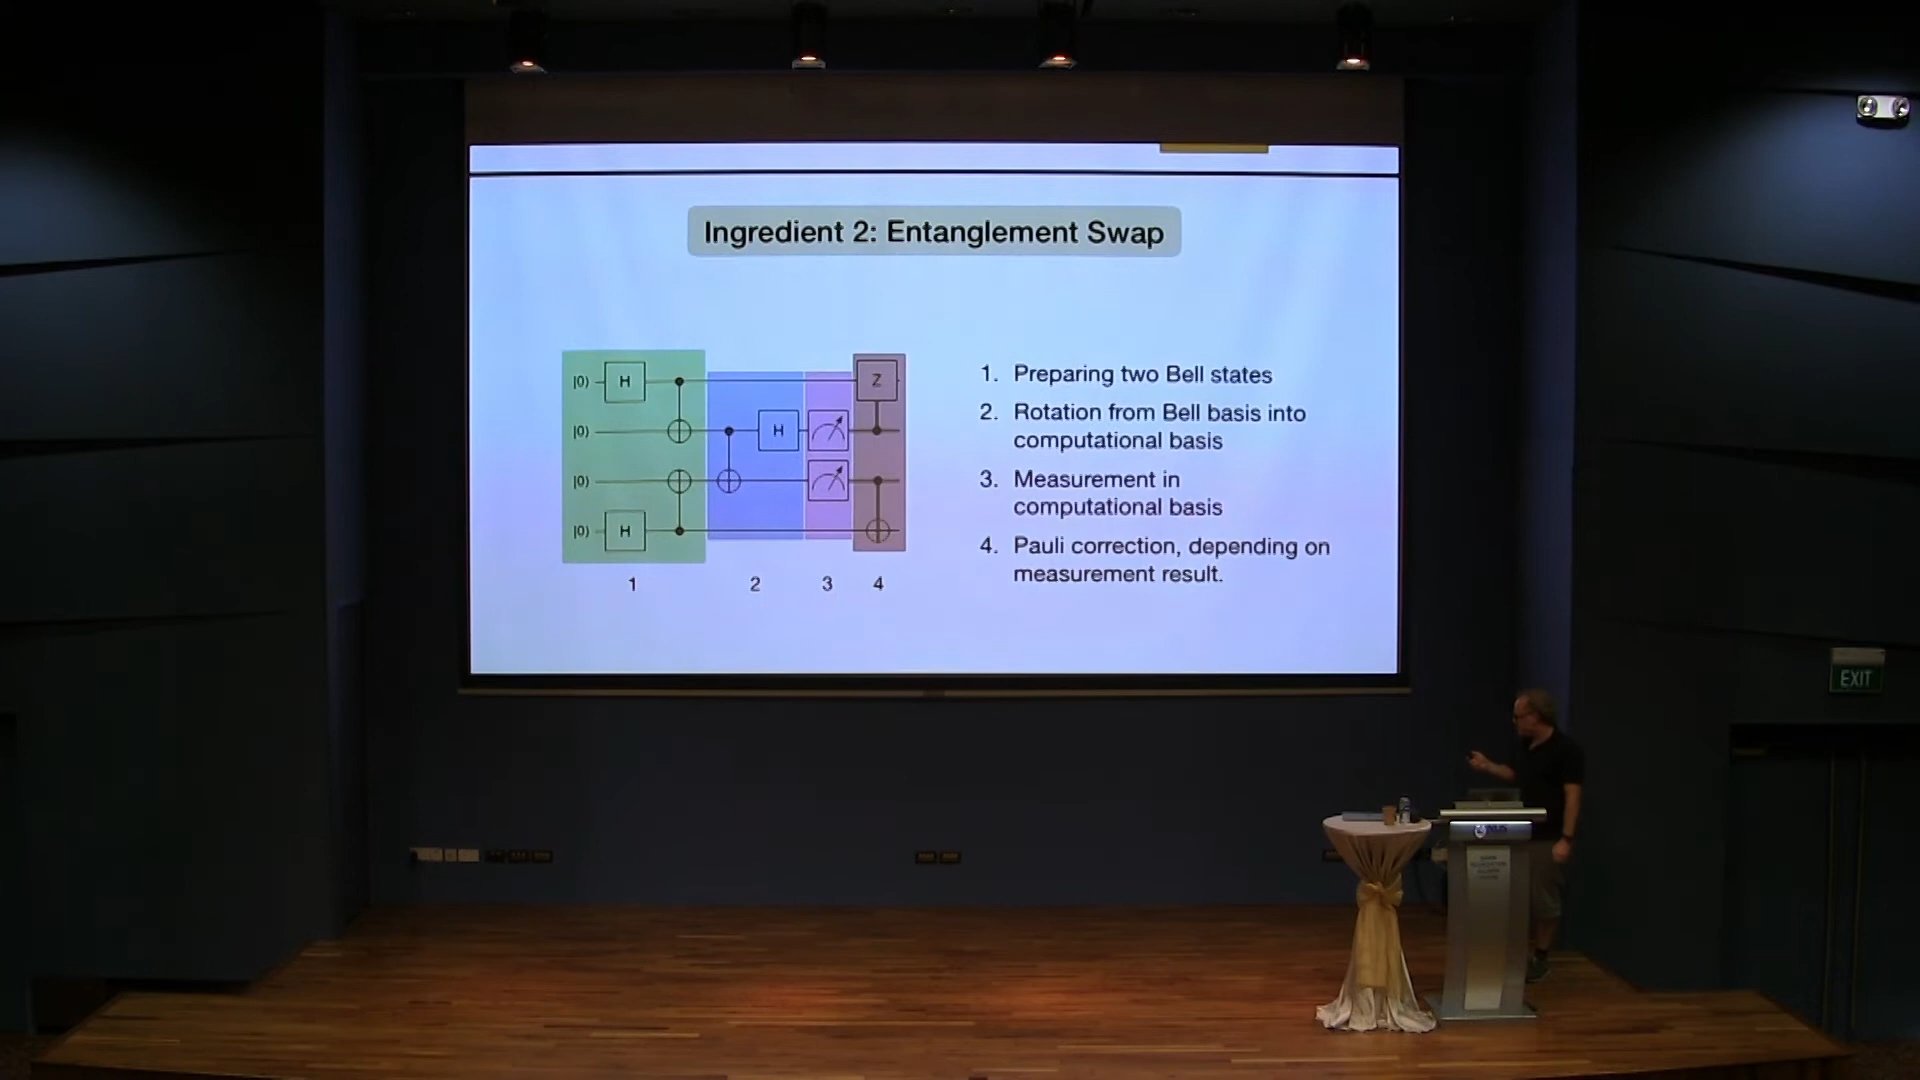 Ingredient 2: Entanglement Swap
|0⟩ H Z
|0⟩ H
|0⟩
|0⟩ H
1 2 3 4
1. Preparing two Bell states
2. Rotation from Bell basis into
computational basis
3. Measurement in
computational basis
4. Pauli correction, depending on
measurement result.
EXIT
NUS